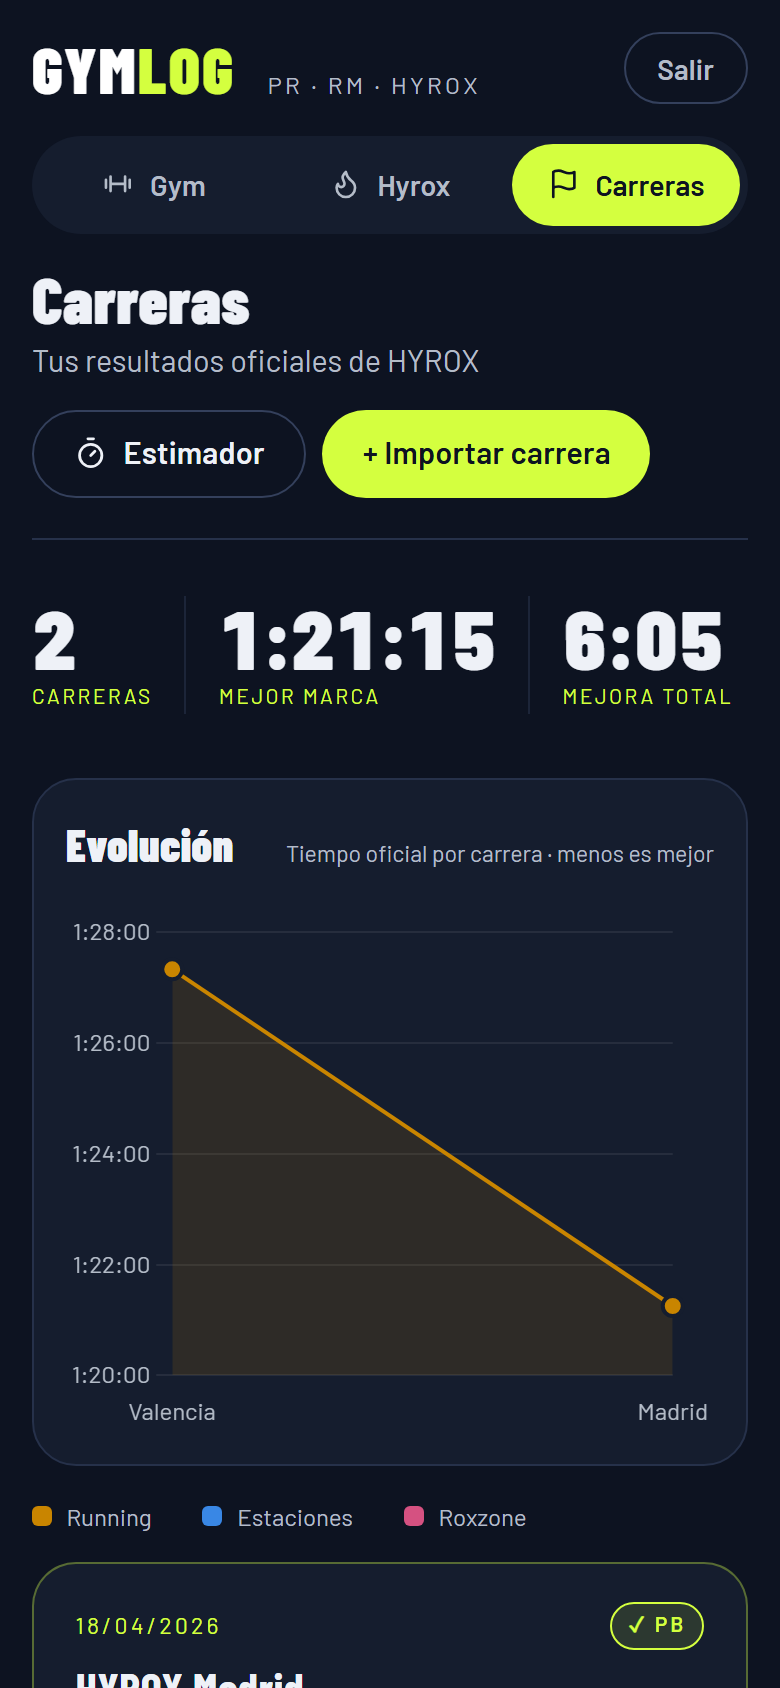 GYMLOG PR · RM · HYROX Salir
Gym Hyrox Carreras
Carreras
Tus resultados oficiales de HYROX
Estimador + Importar carrera
2 1:21:15 6:05
CARRERAS MEJOR MARCA MEJORA TOTAL
Evolución Tiempo oficial por carrera · menos es mejor
1:28:00
1:26:00
1:24:00
1:22:00
1:20:00
Valencia Madrid
Running Estaciones Roxzone
18/04/2026 ✓ PB
HYROX Madrid